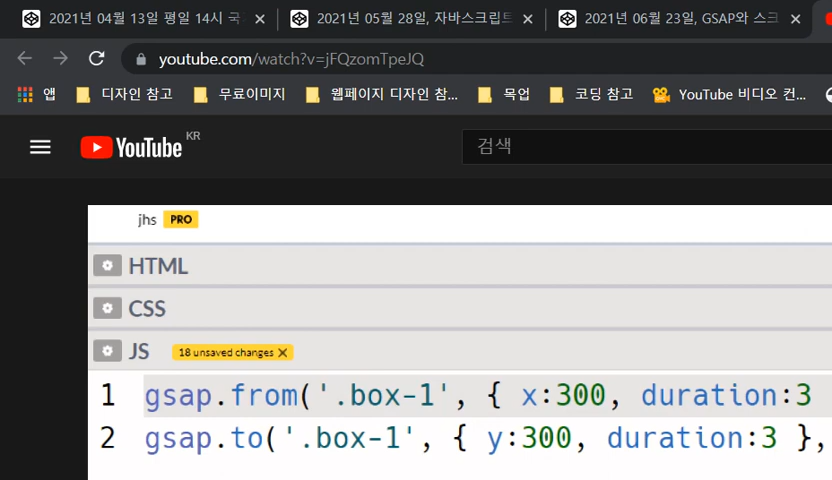 2021년 04월 13일 평일 14시 국
2021년 05월 28일, 자바스크립트
2021년 06월 23일, GSAP와 스크
youtube.com/watch?v=jFQzomTpeJQ
앱 디자인 참고 무료이미지 웹페이지 디자인 참... 목업 코딩 참고 YouTube 비디오 컨...
YouTube KR
검색
jhs PRO
HTML
CSS
JS 18 unsaved changes X
1 gsap.from('.box-1', { x:300, duration:3
2 gsap.to('.box-1', { y:300, duration:3 },